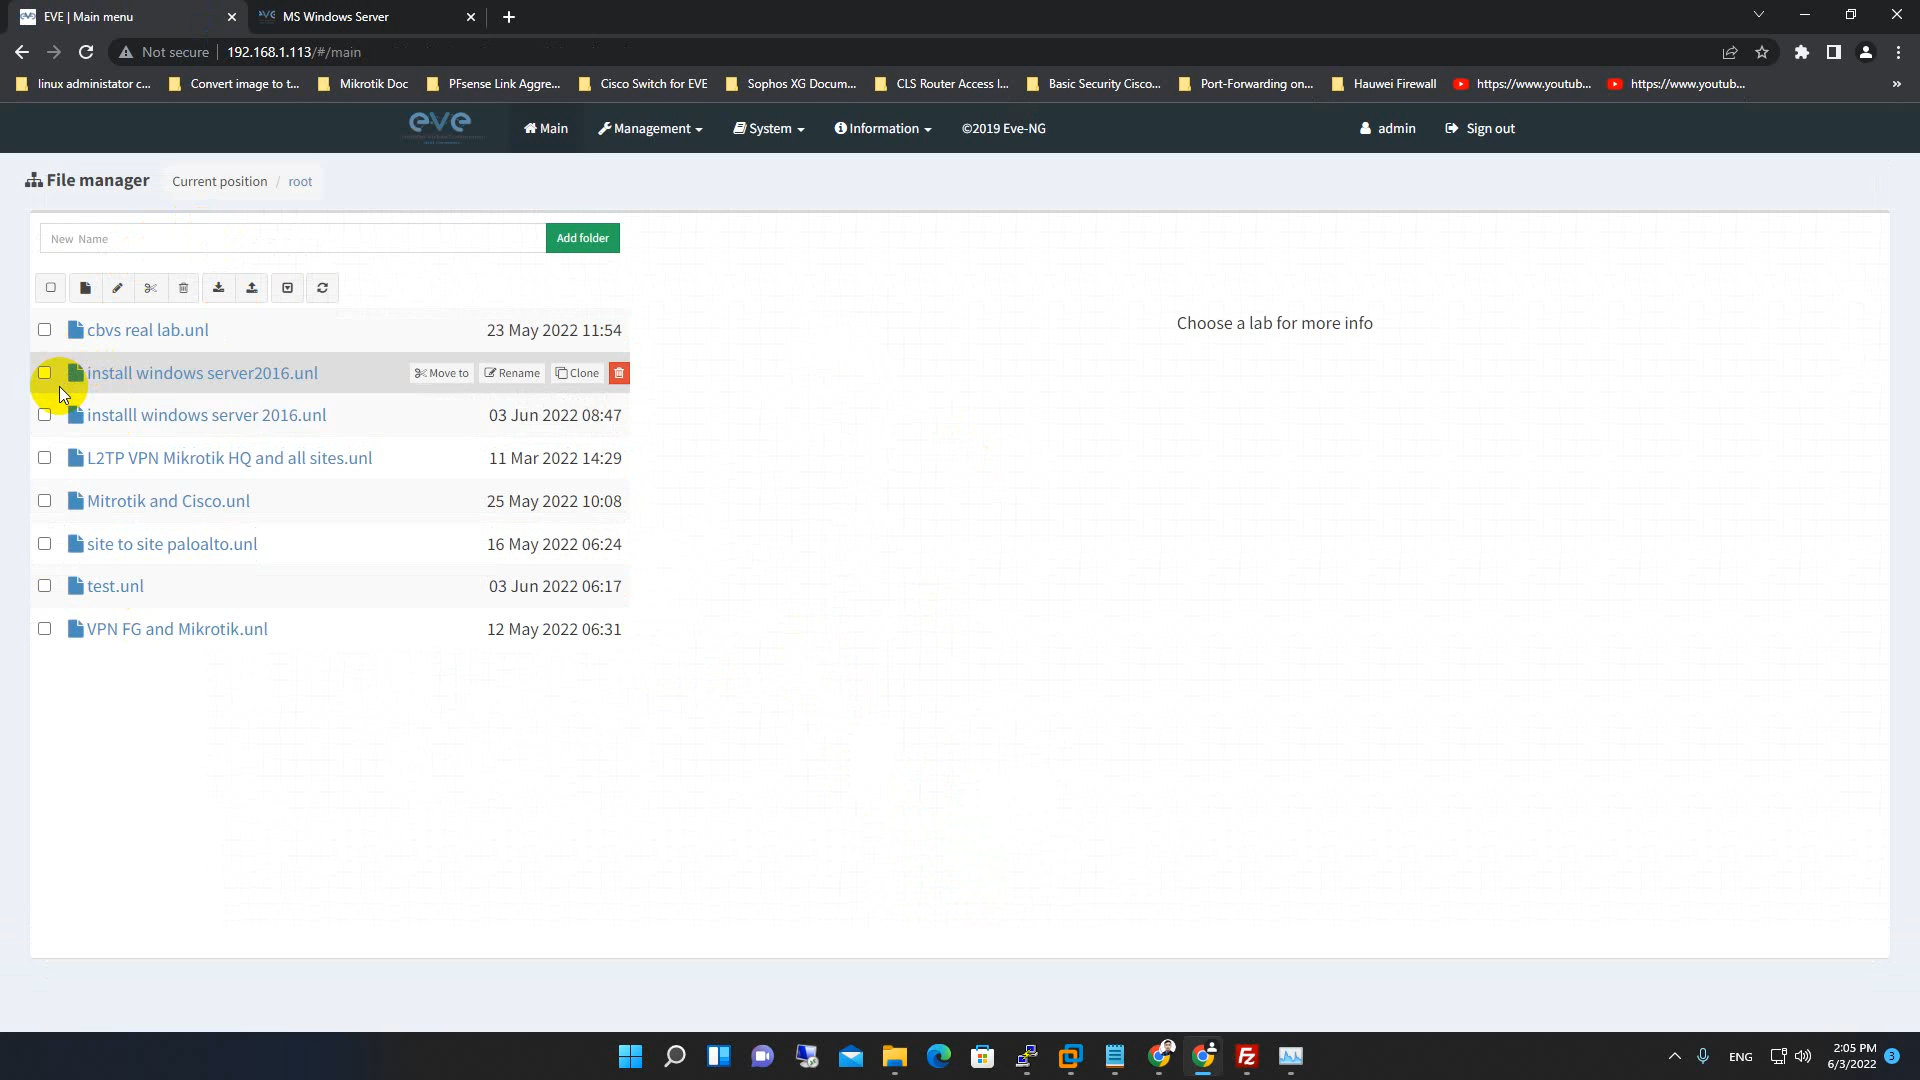 EVE | Main menu
MS Windows Server
Not secure
192.168.1.113/#/main
linux administator c...
Convert image to t...
Mikrotik Doc
PFsense Link Aggre...
Cisco Switch for EVE
Sophos XG Docum...
CLS Router Access l...
Basic Security Cisco...
Port-Forwarding on...
Hauwei Firewall
https://www.youtub...
https://www.youtub...
eve
Main
Management
System
Information
©2019 Eve-NG
admin
Sign out
File manager
Current position / root
New Name
Add folder
cbvs real lab.unl 23 May 2022 11:54
Choose a lab for more info
install windows server2016.unl Move to Rename Clone
installl windows server 2016.unl 03 Jun 2022 08:47
L2TP VPN Mikrotik HQ and all sites.unl 11 Mar 2022 14:29
Mitrotik and Cisco.unl 25 May 2022 10:08
site to site paloalto.unl 16 May 2022 06:24
test.unl 03 Jun 2022 06:17
VPN FG and Mikrotik.unl 12 May 2022 06:31
ENG
2:05 PM
6/3/2022
3